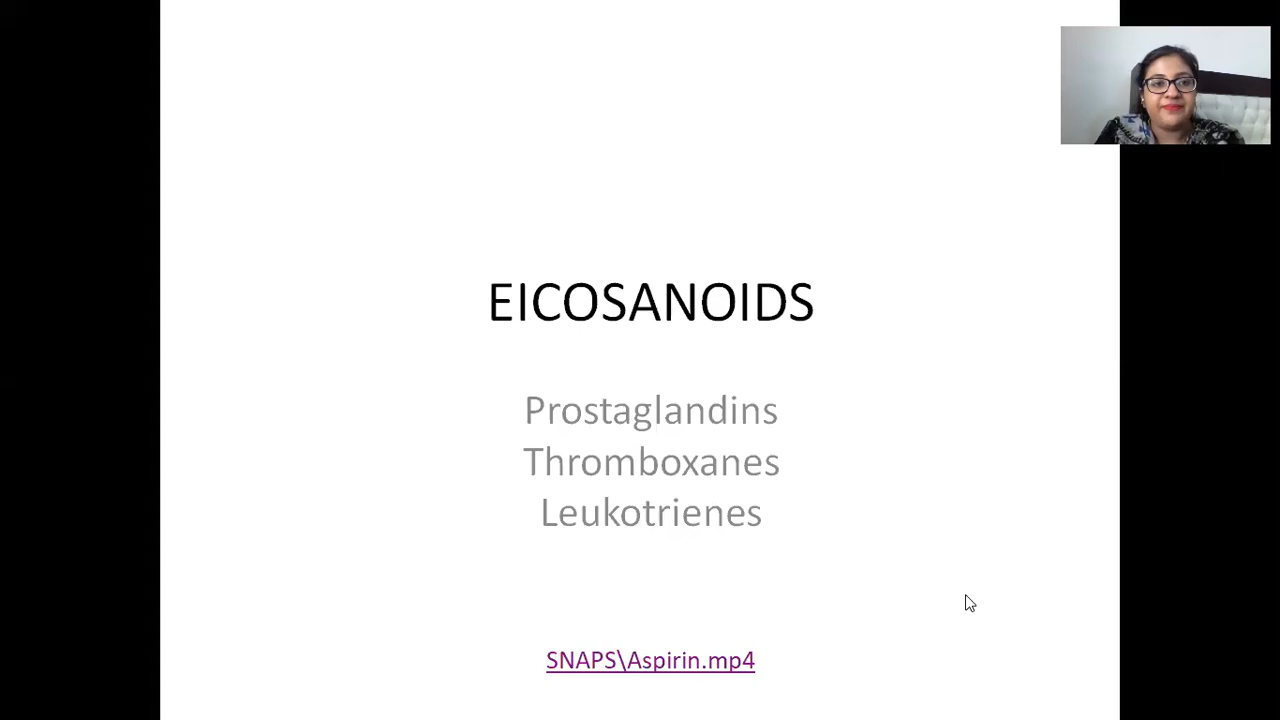 EICOSANOIDS
Prostaglandins
Thromboxanes
Leukotrienes
SNAPS\Aspirin.mp4